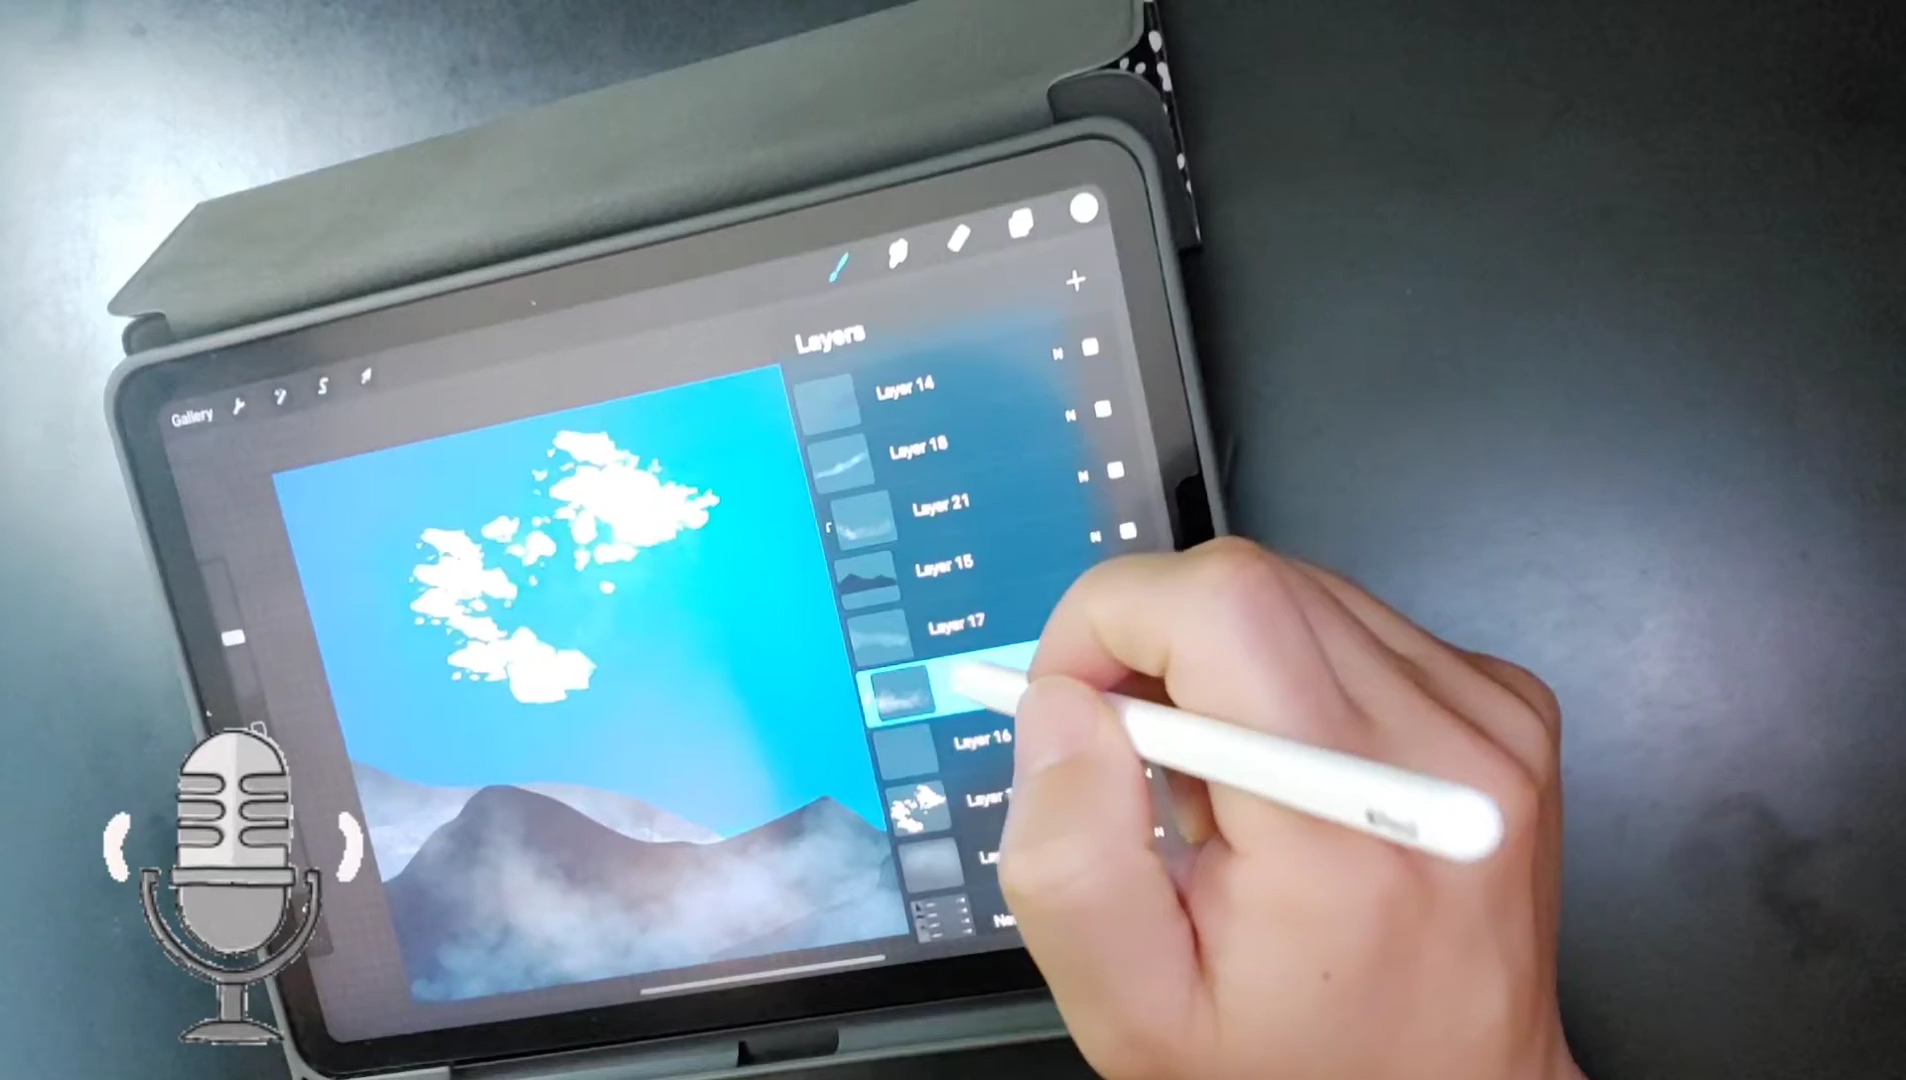 Gallery
Layers
Layer 14
N
Layer 18
N
Layer 21
N
Layer 15
N
Layer 17
Layer 16
N